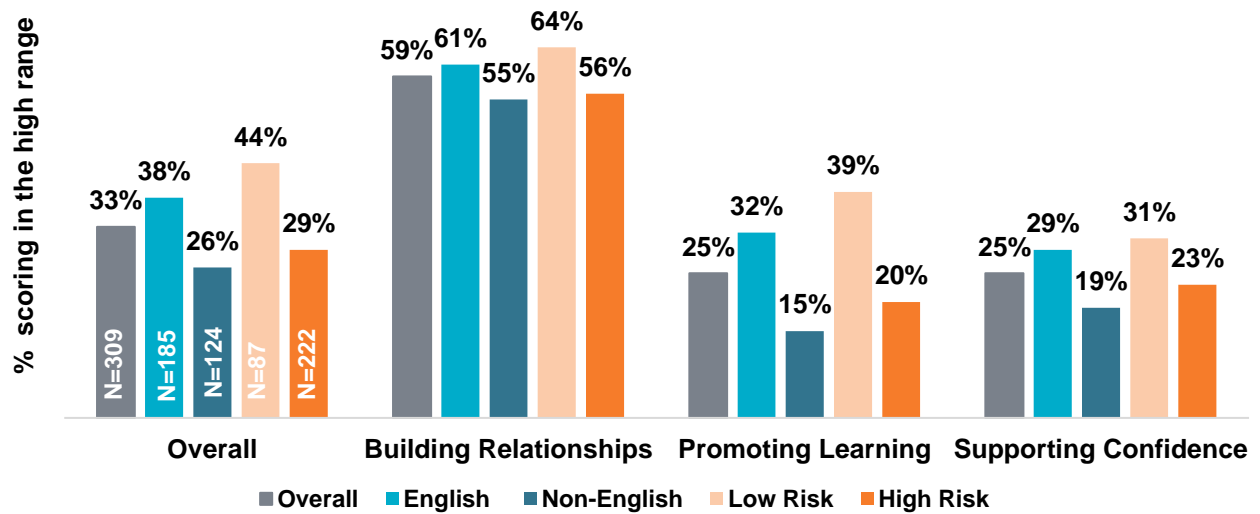 % scoring in the high range
33%
38%
26%
44%
29%
N=309
N=185
N=124
N=87
N=222
59%
61%
55%
64%
56%
25%
32%
15%
39%
20%
25%
29%
19%
31%
23%
Overall
Building Relationships
Promoting Learning
Supporting Confidence
Overall
English
Non-English
Low Risk
High Risk